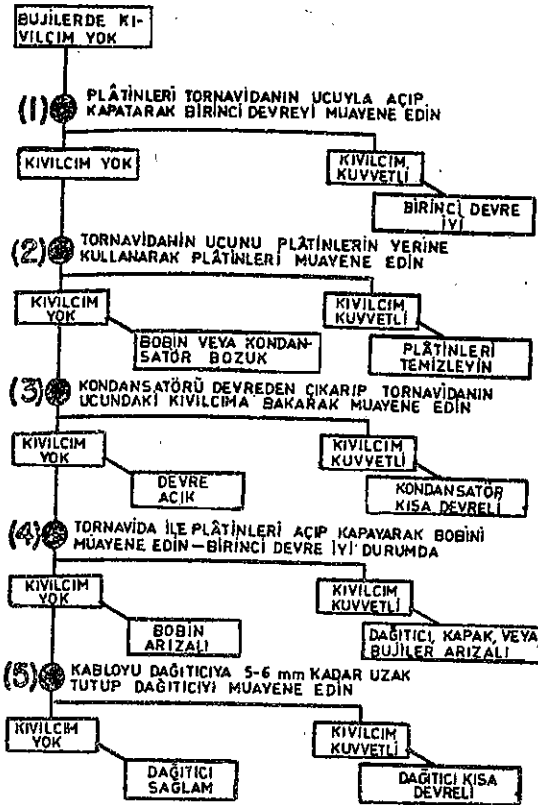 BUJİLERDE KI-
VILCIM YOK
(1) PLÂTİNLERİ TORNAVİDANIN UCUYLA AÇIP
KAPATARAK BİRİNCİ DEVREYİ MUAYENE EDİN
KIVILCIM YOK
KIVILCIM
KUVVETLİ
BİRİNCİ DEVRE
İYİ
(2) TORNAVİDANIN UCUNU PLÂTİNLERİN YERİNE
KULLANARAK PLÂTİNLERİ MUAYENE EDİN
KIVILCIM
YOK
BOBİN VEYA KONDAN-
SATÖR BOZUK
KIVILCIM
KUVVETLİ
PLÂTİNLERİ
TEMİZLEYİN
(3) KONDANSATÖRÜ DEVREDEN ÇIKARIP TORNAVİDANIN
UCUNDAKİ KIVILCIMA BAKARAK MUAYENE EDİN
KIVILCIM
YOK
DEVRE
AÇIK
KIVILCIM
KUVVETLİ
KONDANSATÖR
KISA DEVRELİ
(4) TORNAVİDA İLE PLÂTİNLERİ AÇIP KAPAYARAK BOBİNİ
MUAYENE EDİN – BİRİNCİ DEVRE İYİ DURUMDA
KIVILCIM
YOK
BOBİN
ARIZALI
KIVILCIM
KUVVETLİ
DAĞITICI, KAPAK, VEYA
BUJİLER ARIZALI
(5) KABLOYU DAĞITICIYA 5-6 mm KADAR UZAK
TUTUP DAĞITICIYI MUAYENE EDİN
KIVILCIM
YOK
DAĞITICI
SAĞLAM
KIVILCIM
KUVVETLİ
DAĞITICI KISA
DEVRELİ